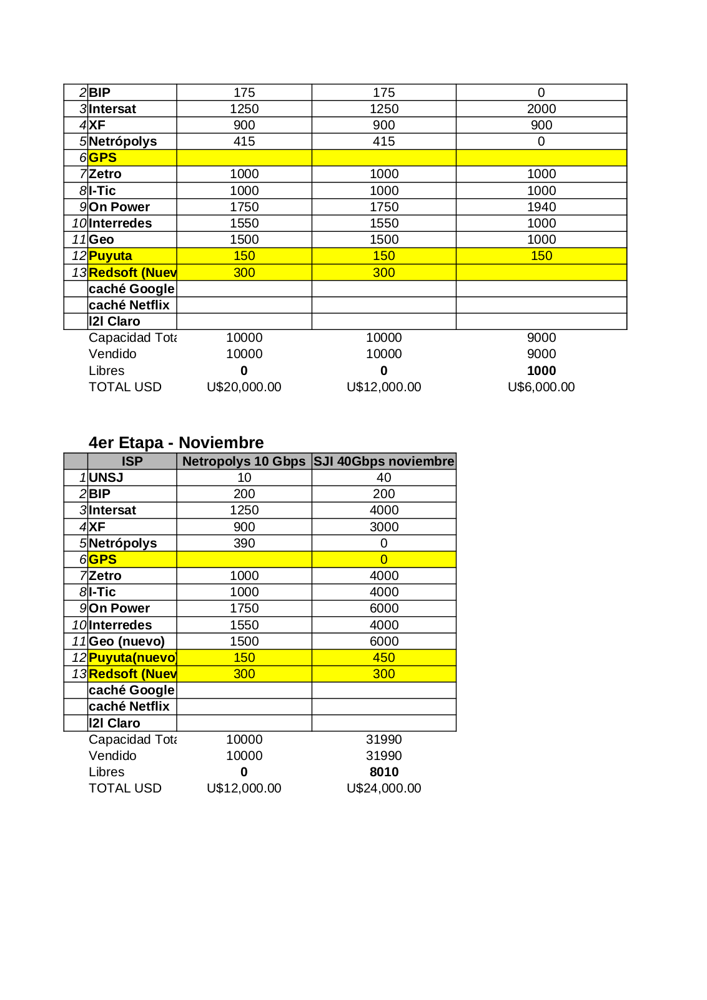 2 BIP 175 175 0
3 Intersat 1250 1250 2000
4 XF 900 900 900
5 Netrópolys 415 415 0
6 GPS
7 Zetro 1000 1000 1000
8 I-Tic 1000 1000 1000
9 On Power 1750 1750 1940
10 Interredes 1550 1550 1000
11 Geo 1500 1500 1000
12 Puyuta 150 150 150
13 Redsoft (Nuev 300 300
caché Google
caché Netflix
l2l Claro
Capacidad Tota 10000 10000 9000
Vendido 10000 10000 9000
Libres 0 0 1000
TOTAL USD U$20,000.00 U$12,000.00 U$6,000.00
4er Etapa - Noviembre
ISP Netropolys 10 Gbps SJI 40Gbps noviembre
1 UNSJ 10 40
2 BIP 200 200
3 Intersat 1250 4000
4 XF 900 3000
5 Netrópolys 390 0
6 GPS 0
7 Zetro 1000 4000
8 I-Tic 1000 4000
9 On Power 1750 6000
10 Interredes 1550 4000
11 Geo (nuevo) 1500 6000
12 Puyuta(nuevo) 150 450
13 Redsoft (Nuev 300 300
caché Google
caché Netflix
l2l Claro
Capacidad Tota 10000 31990
Vendido 10000 31990
Libres 0 8010
TOTAL USD U$12,000.00 U$24,000.00